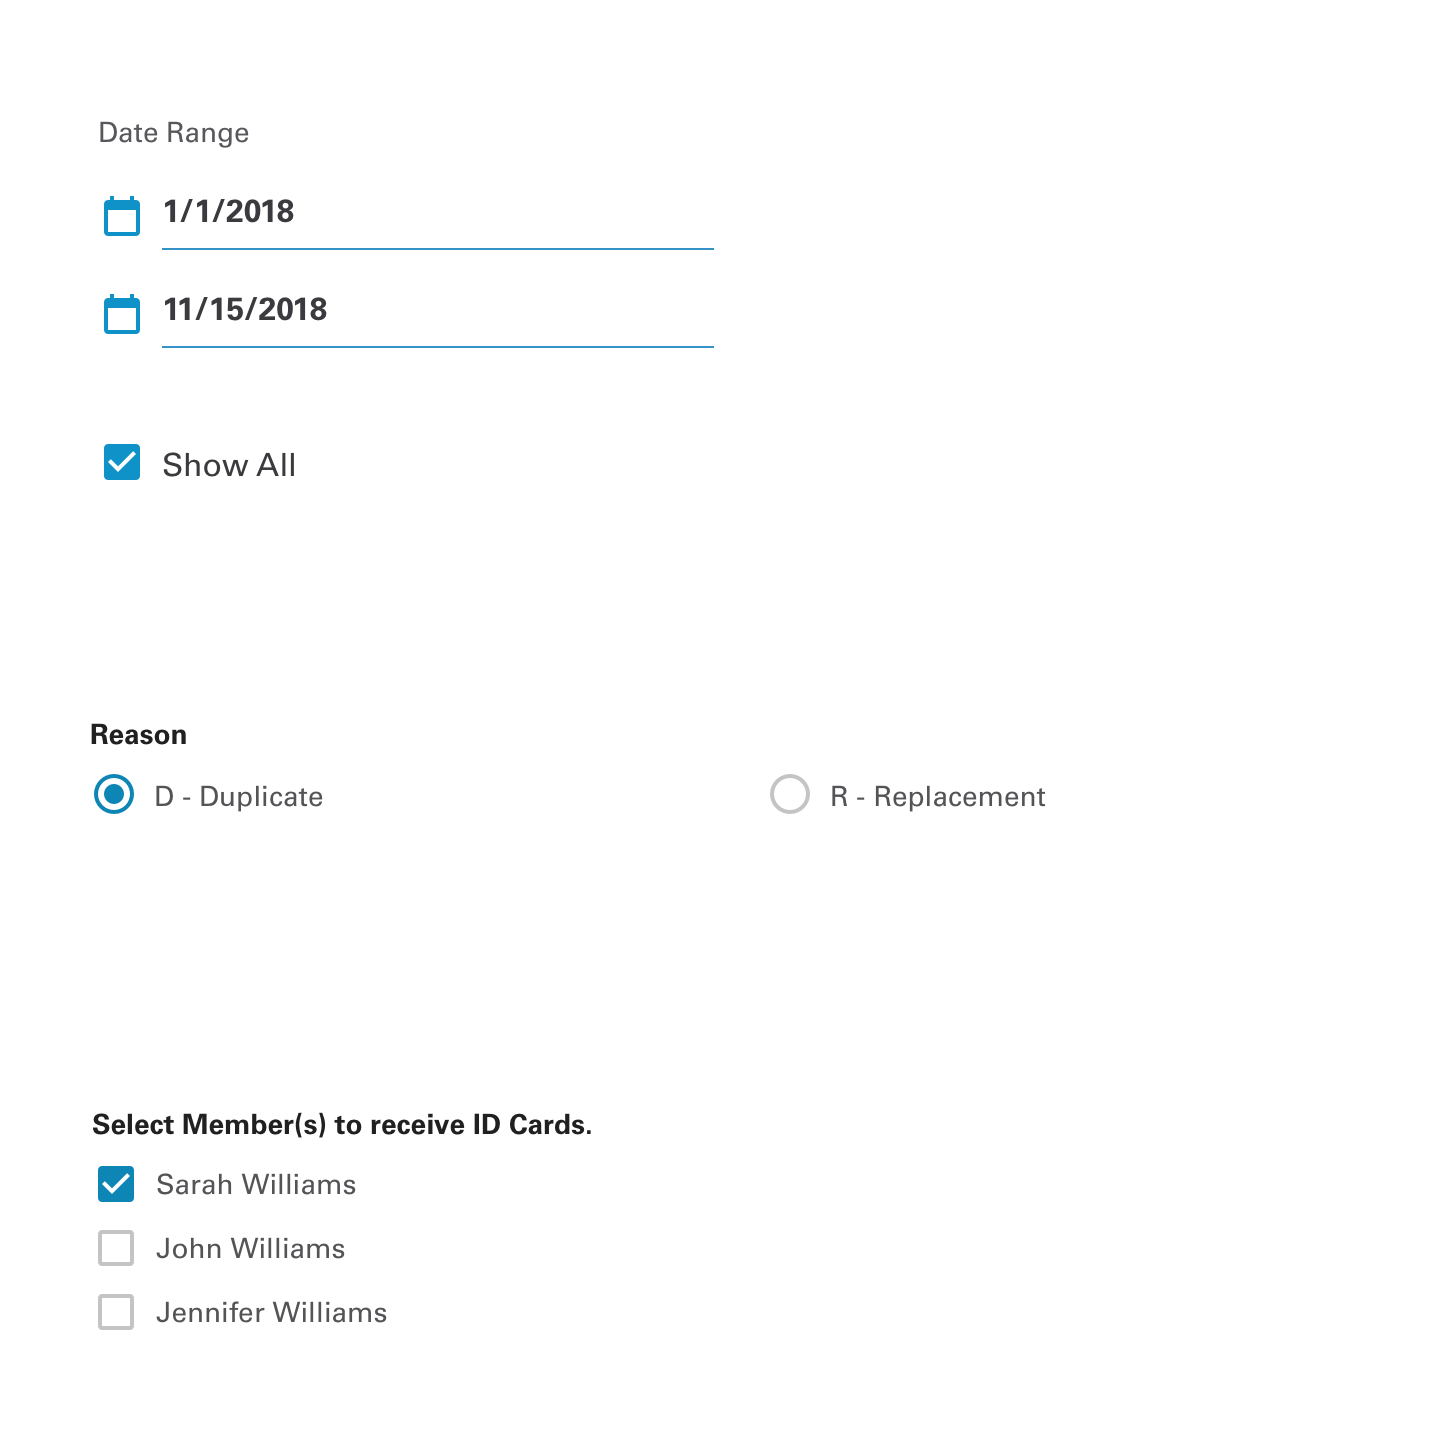 Date Range
1/1/2018
11/15/2018
Show All
Reason
D - Duplicate
R - Replacement
Select Member(s) to receive ID Cards.
Sarah Williams
John Williams
Jennifer Williams